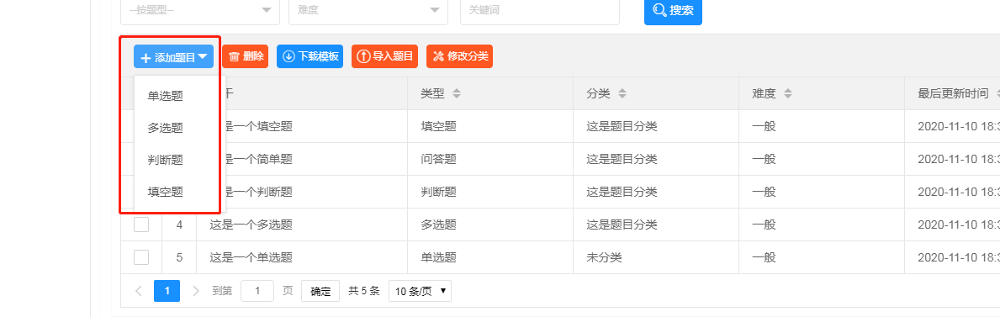 --按题型-- 难度 关键词 搜索
添加题目 删除 下载模板 导入题目 修改分类
单选题
多选题
判断题
填空题
干 类型 分类 难度 最后更新时间
是一个填空题 填空题 这是题目分类 一般 2020-11-10 18:3
是一个简单题 问答题 这是题目分类 一般 2020-11-10 18:3
是一个判断题 判断题 这是题目分类 一般 2020-11-10 18:3
4 这是一个多选题 多选题 这是题目分类 一般 2020-11-10 18:3
5 这是一个单选题 单选题 未分类 一般 2020-11-10 18:3
1 到第 1 页 确定 共 5 条 10 条/页